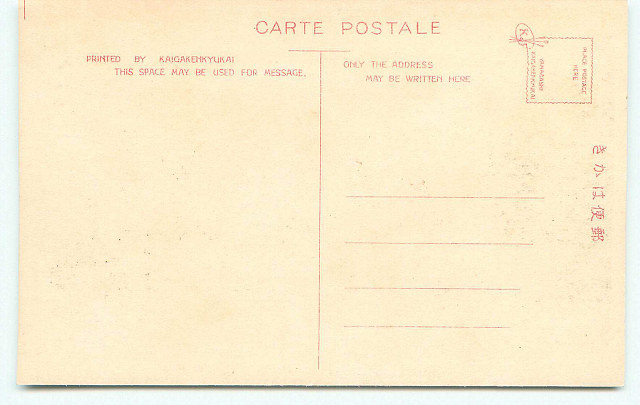 CARTE POSTALE
PRINTED BY KAIGAKENKYUKAI
THIS SPACE MAY BE USED FOR MESSAGE.
ONLY THE ADDRESS
MAY BE WRITTEN HERE
PLACE POSTAGE
HERE
KAIGAKENKYUKAI
きかは便郵